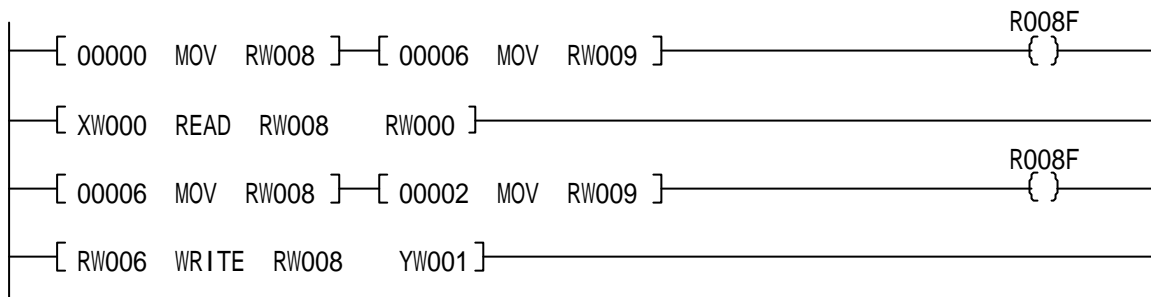 R008F
[ 00000 MOV RW008 ] [ 00006 MOV RW009 ] ( )
[ XW000 READ RW008 RW000 ]
R008F
[ 00006 MOV RW008 ] [ 00002 MOV RW009 ] ( )
[ RW006 WRITE RW008 YW001 ]